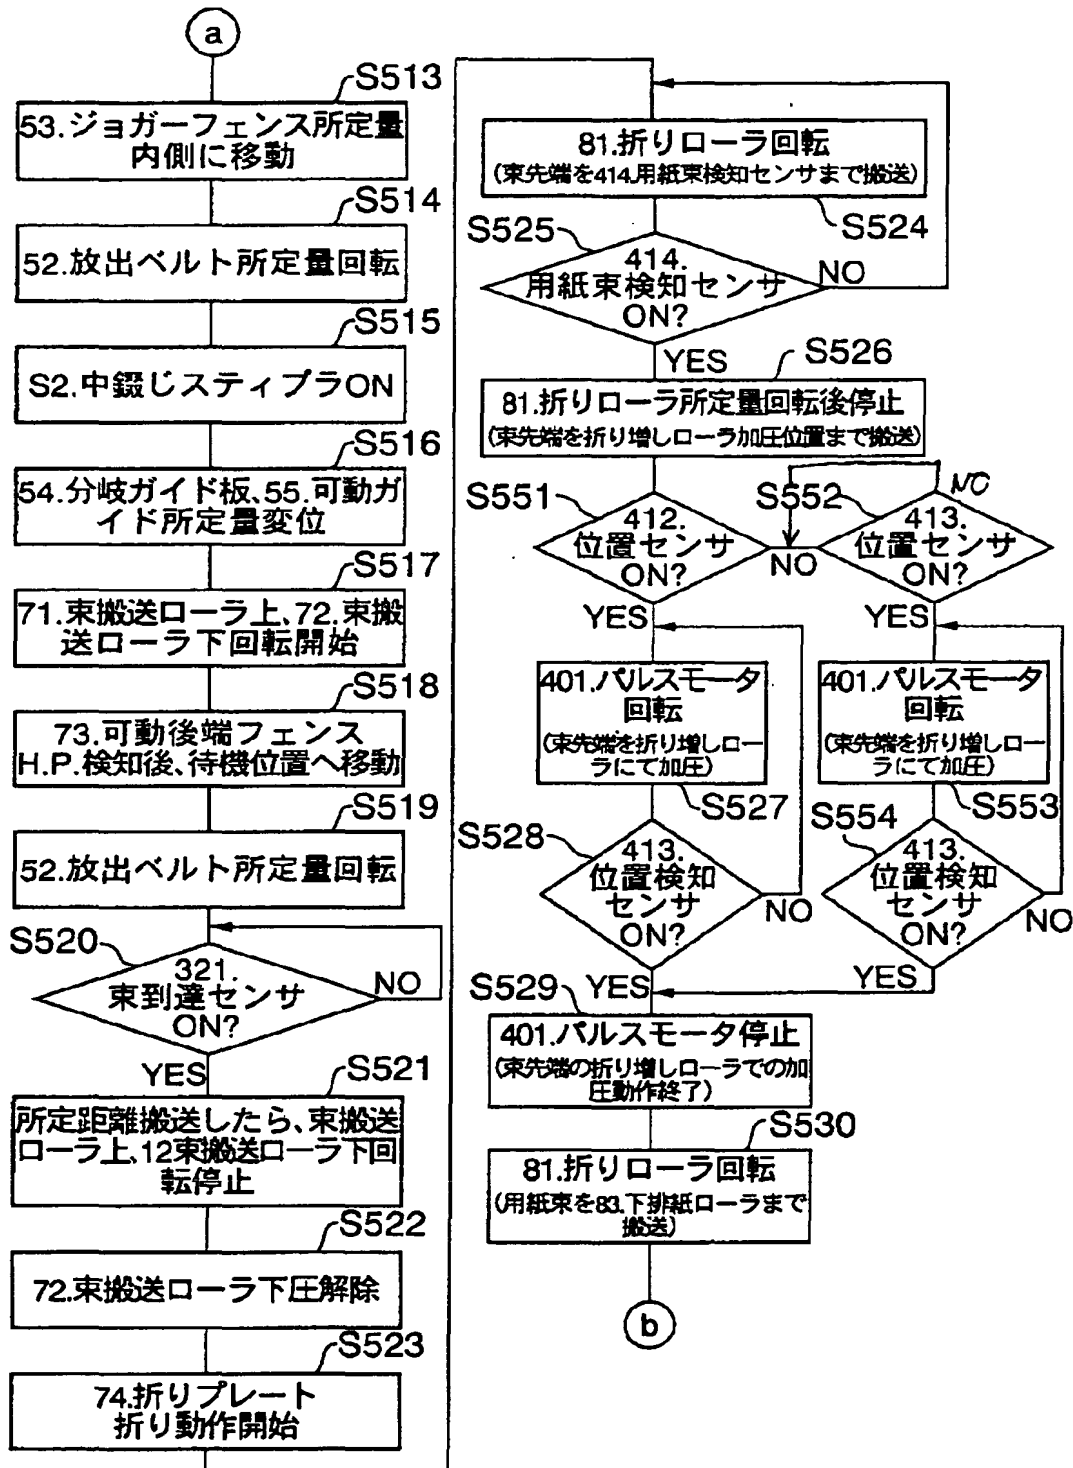 a
S513
53.ジョガーフェンス所定量
内側に移動
S514
52.放出ベルト所定量回転
S515
S2.中綴じスティプラON
S516
54.分岐ガイド板、55.可動ガ
イド所定量変位
S517
71.束搬送ローラ上、72.束搬
送ローラ下回転開始
S518
73.可動後端フェンス
H.P.検知後、待機位置へ移動
S519
52.放出ベルト所定量回転
S520
321.
束到達センサ
ON?
NO
YES
S521
所定距離搬送したら、束搬送
ローラ上、12束搬送ローラ下回
転停止
S522
72.束搬送ローラ下圧解除
S523
74.折りプレート
折り動作開始
81.折りローラ回転
(束先端を414.用紙束検知センサまで搬送)
S524
S525
414.
用紙束検知センサ
ON?
NO
YES
S526
81.折りローラ所定量回転後停止
(束先端を折り増しローラ加圧位置まで搬送)
S551
412.
位置センサ
ON?
NO
YES
S552
NO
413.
位置センサ
ON?
YES
401.パルスモータ
回転
(束先端を折り増しロー
ラにて加圧)
S527
401.パルスモータ
回転
(束先端を折り増しロー
ラにて加圧)
S553
S528
413.
位置検知
センサ
ON?
NO
YES
S554
413.
位置検知
センサ
ON?
NO
YES
S529
401.パルスモータ停止
(束先端の折り増しローラでの加
圧動作終了)
S530
81.折りローラ回転
(用紙束を83.下排紙ローラまで
搬送)
b